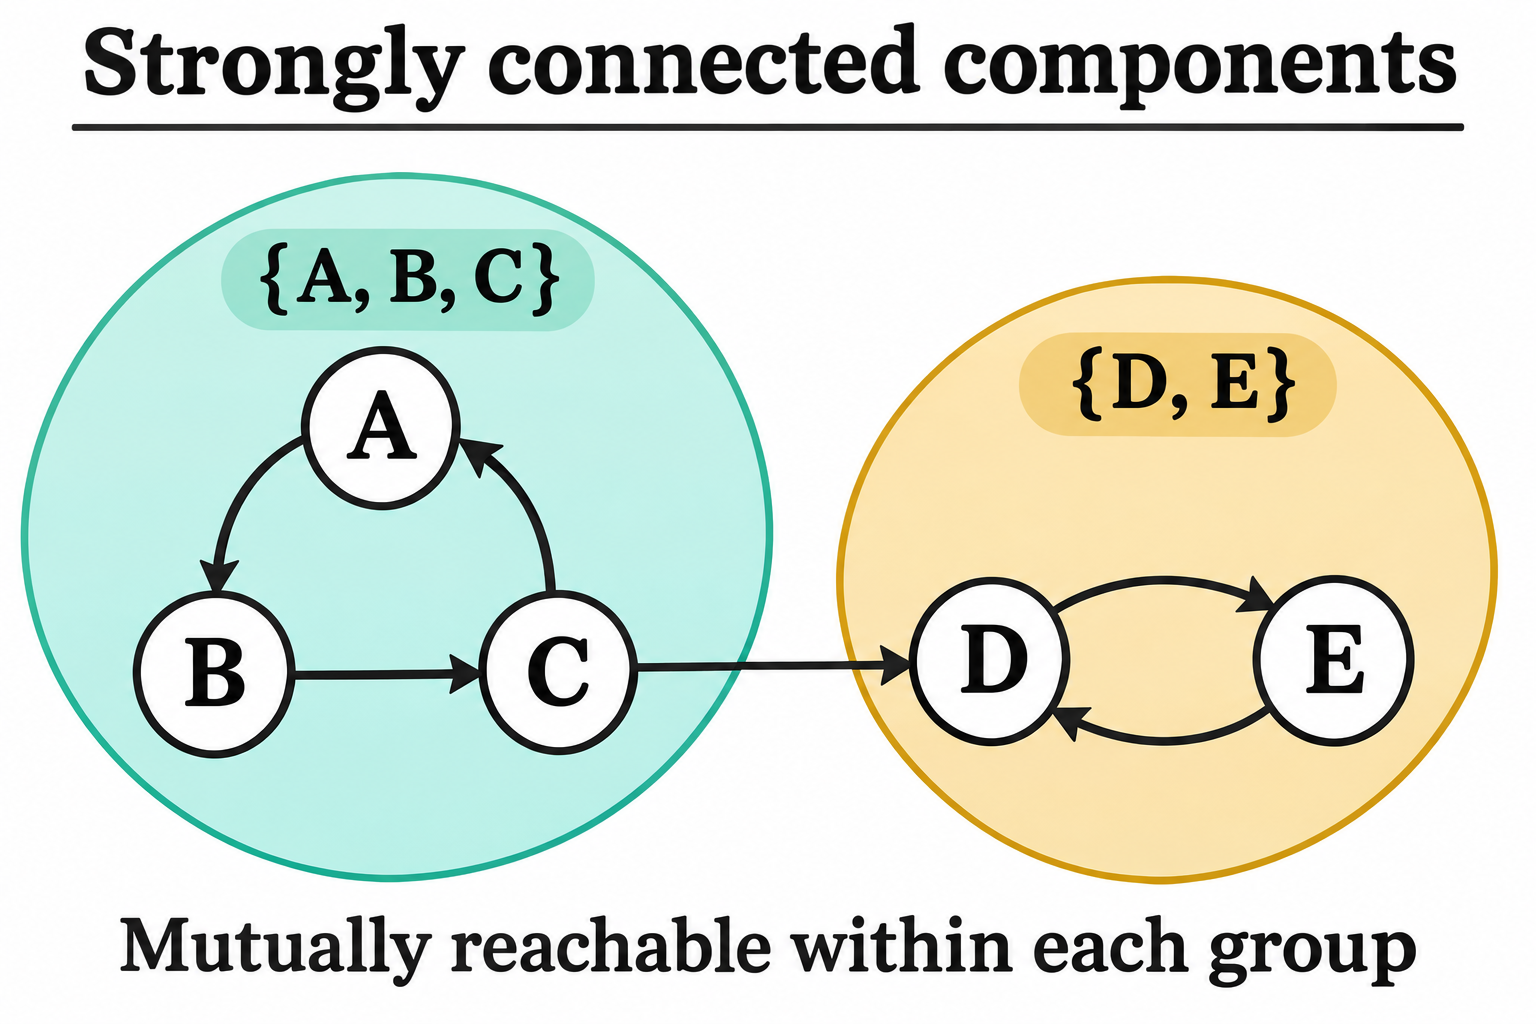 Strongly connected components
{A, B, C}
{D, E}
A
B
C
D
E
Mutually reachable within each group